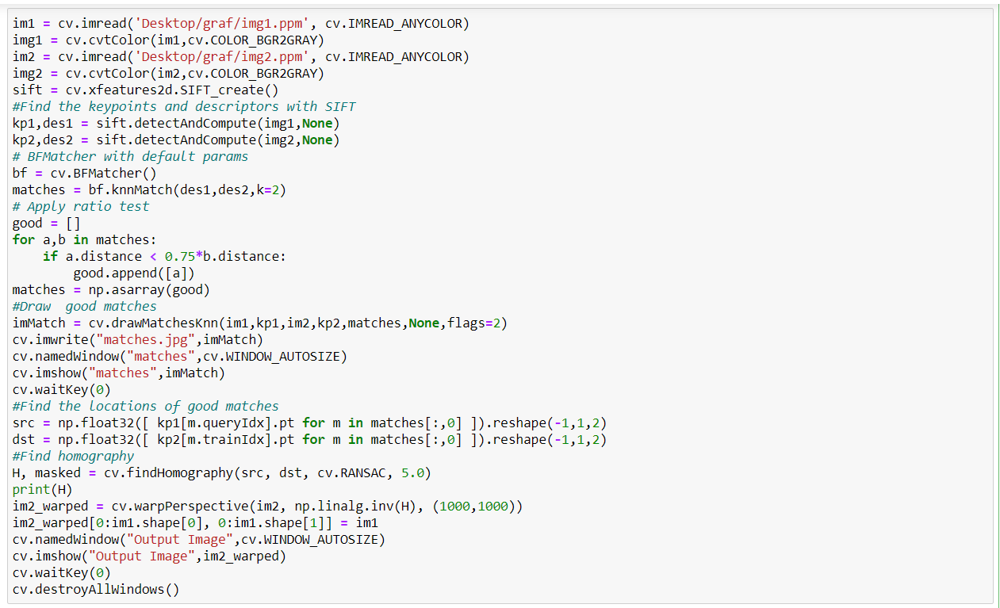 im1 = cv.imread('Desktop/graf/img1.ppm', cv.IMREAD_ANYCOLOR)
img1 = cv.cvtColor(im1,cv.COLOR_BGR2GRAY)
im2 = cv.imread('Desktop/graf/img2.ppm', cv.IMREAD_ANYCOLOR)
img2 = cv.cvtColor(im2,cv.COLOR_BGR2GRAY)
sift = cv.xfeatures2d.SIFT_create()
#Find the keypoints and descriptors with SIFT
kp1,des1 = sift.detectAndCompute(img1,None)
kp2,des2 = sift.detectAndCompute(img2,None)
# BFMatcher with default params
bf = cv.BFMatcher()
matches = bf.knnMatch(des1,des2,k=2)
# Apply ratio test
good = []
for a,b in matches:
    if a.distance < 0.75*b.distance:
        good.append([a])
matches = np.asarray(good)
#Draw  good matches
imMatch = cv.drawMatchesKnn(im1,kp1,im2,kp2,matches,None,flags=2)
cv.imwrite("matches.jpg",imMatch)
cv.namedWindow("matches",cv.WINDOW_AUTOSIZE)
cv.imshow("matches",imMatch)
cv.waitKey(0)
#Find the locations of good matches
src = np.float32([ kp1[m.queryIdx].pt for m in matches[:,0] ]).reshape(-1,1,2)
dst = np.float32([ kp2[m.trainIdx].pt for m in matches[:,0] ]).reshape(-1,1,2)
#Find homography
H, masked = cv.findHomography(src, dst, cv.RANSAC, 5.0)
print(H)
im2_warped = cv.warpPerspective(im2, np.linalg.inv(H), (1000,1000))
im2_warped[0:im1.shape[0], 0:im1.shape[1]] = im1
cv.namedWindow("Output Image",cv.WINDOW_AUTOSIZE)
cv.imshow("Output Image",im2_warped)
cv.waitKey(0)
cv.destroyAllWindows()